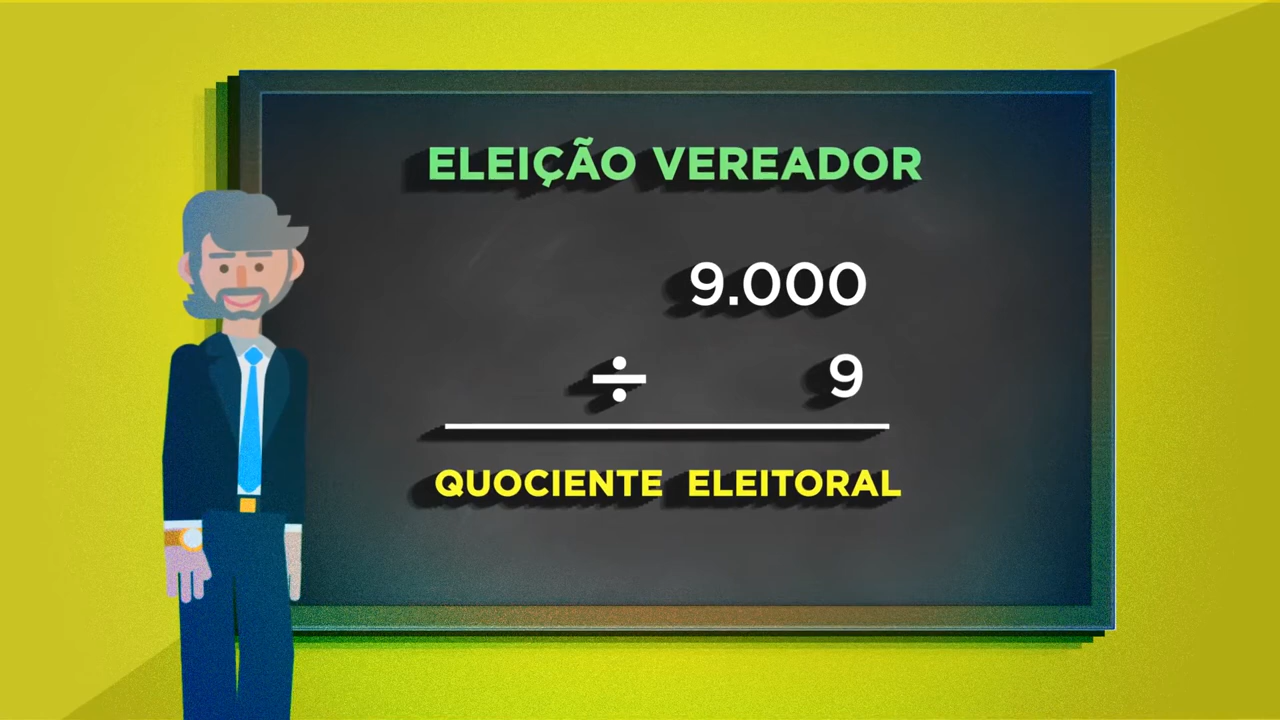 ELEIÇÃO VEREADOR
9.000
÷ 9
QUOCIENTE ELEITORAL